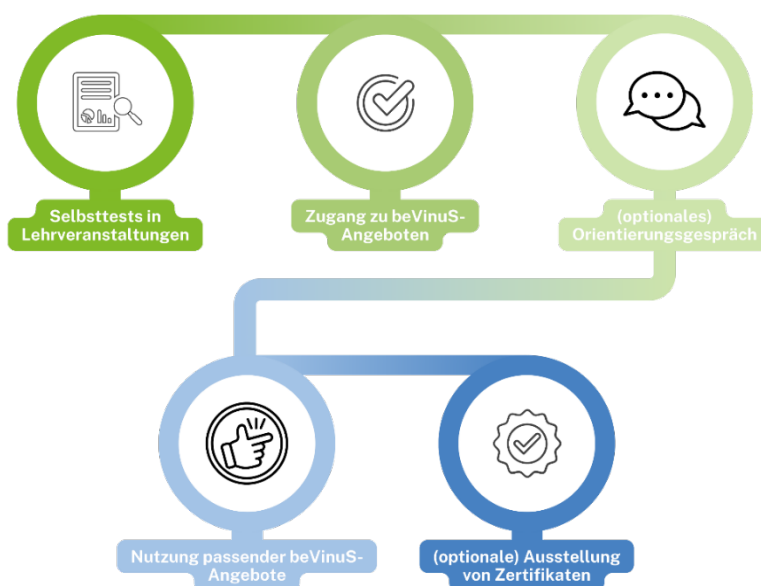 Selbsttests in
Lehrveranstaltungen
Zugang zu beVinuS-
Angeboten
(optionales)
Orientierungsgespräch
Nutzung passender beVinuS-
Angebote
(optionale) Ausstellung
von Zertifikaten